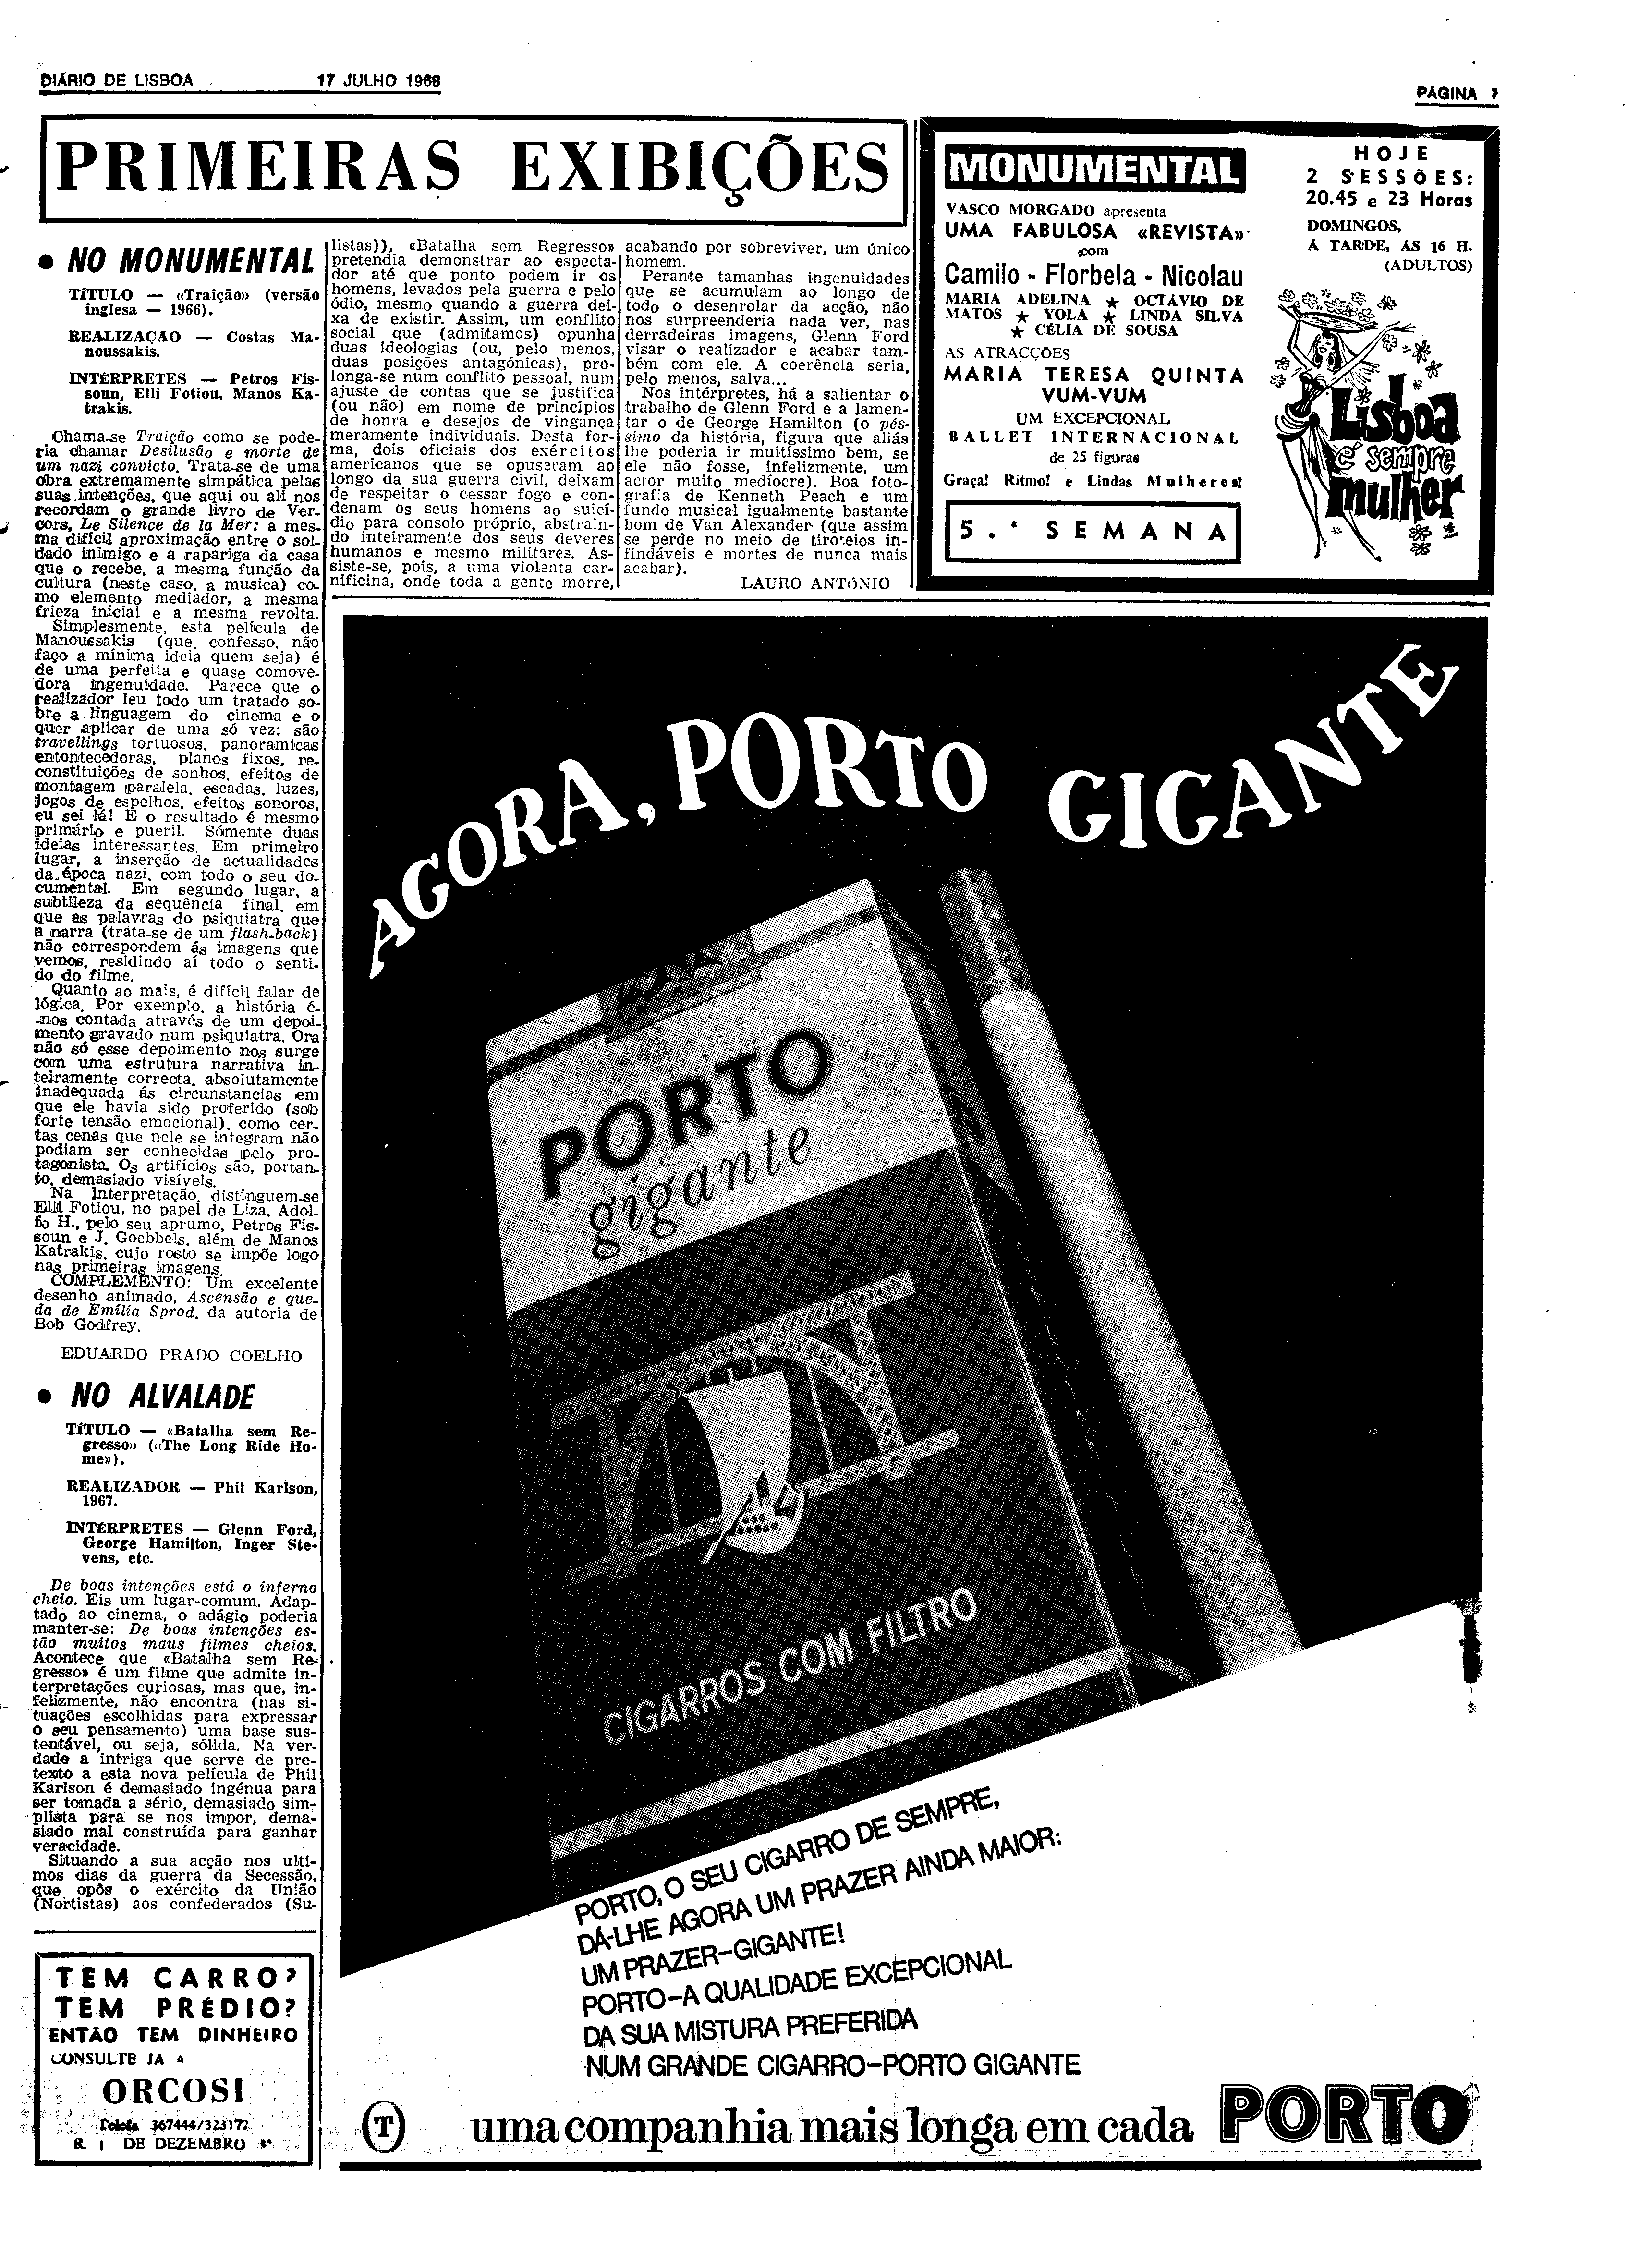 DIÁRIO DE LISBOA
17 JULHO 1968
PÁGINA 7
PRIMEIRAS EXIBIÇÕES
● NO MONUMENTAL
TÍTULO — «Traição» (versão
inglesa — 1966).
REALIZAÇÃO — Costas Ma-
noussakis.
INTÉRPRETES — Petros Fis-
soun, Elli Fotiou, Manos Ka-
trakis.
Chama-se Traição como se pode-
ria chamar Desilusão e morte de
um nazi convicto. Trata-se de uma
obra extremamente simpática pelas
suas intenções, que aqui ou ali nos
recordam o grande livro de Ver-
cors, Le Silence de la Mer: a mes-
ma difícil aproximação entre o sol-
dado inimigo e a rapariga da casa
que o recebe, a mesma função da
cultura (neste caso, a musica) co-
mo elemento mediador, a mesma
frieza inicial e a mesma revolta.
Simplesmente, esta película de
Manoussakis (que, confesso, não
faço a mínima ideia quem seja) é
de uma perfeita e quase comove-
dora ingenuidade. Parece que o
realizador leu todo um tratado so-
bre a linguagem do cinema e o
quer aplicar de uma só vez: são
travellings tortuosos, panoramicas
entontecedoras, planos fixos, re-
constituições de sonhos, efeitos de
montagem paralela, escadas, luzes,
jogos de espelhos, efeitos sonoros,
eu sei lá! E o resultado é mesmo
primário e pueril. Sòmente duas
ideias interessantes. Em primeiro
lugar, a inserção de actualidades
da época nazi, com todo o seu do-
cumental. Em segundo lugar, a
subtileza da sequência final, em
que as palavras do psiquiatra que
a narra (trata-se de um flash-back)
não correspondem ás imagens que
vemos, residindo aí todo o senti-
do do filme.
Quanto ao mais, é difícil falar de
lógica. Por exemplo, a história é-
-nos contada através de um depoi-
mento gravado num psiquiatra. Ora
não só esse depoimento nos surge
com uma estrutura narrativa in-
teiramente correcta, absolutamente
inadequada ás circunstancias em
que ele havia sido proferido (sob
forte tensão emocional), como cer-
tas cenas que nele se integram não
podiam ser conhecidas pelo pro-
tagonista. Os artifícios são, portan-
to, demasiado visíveis.
Na interpretação, distinguem-se
Elli Fotiou, no papel de Liza, Adol-
fo H., pelo seu aprumo, Petros Fis-
soun e J. Goebbels, além de Manos
Katrakis, cujo rosto se impõe logo
nas primeiras imagens.
COMPLEMENTO: Um excelente
desenho animado, Ascensão e que-
da de Emília Sprod, da autoria de
Bob Godfrey.
EDUARDO PRADO COELHO
● NO ALVALADE
TÍTULO — «Batalha sem Re-
gresso» («The Long Ride Ho-
me»).
REALIZADOR — Phil Karlson,
1967.
INTÉRPRETES — Glenn Ford,
George Hamilton, Inger Ste-
vens, etc.
De boas intenções está o inferno
cheio. Eis um lugar-comum. Adap-
tado ao cinema, o adágio poderia
manter-se: De boas intenções es-
tão muitos maus filmes cheios.
Acontece que «Batalha sem Re-
gresso» é um filme que admite in-
terpretações curiosas, mas que, in-
felizmente, não encontra (nas si-
tuações escolhidas para expressar
o seu pensamento) uma base sus-
tentável, ou seja, sólida. Na ver-
dade a intriga que serve de pre-
texto a esta nova película de Phil
Karlson é demasiado ingénua para
ser tomada a sério, demasiado sim-
plista para se nos impor, dema-
siado mal construída para ganhar
veracidade.
Situando a sua acção nos ulti-
mos dias da guerra da Secessão,
que opôs o exército da União
(Nortistas) aos confederados (Su-
listas)), «Batalha sem Regresso»
pretendia demonstrar ao especta-
dor até que ponto podem ir os
homens, levados pela guerra e pelo
ódio, mesmo quando a guerra dei-
xa de existir. Assim, um conflito
social que (admitamos) opunha
duas ideologias (ou, pelo menos,
duas posições antagónicas), pro-
longa-se num conflito pessoal, num
ajuste de contas que se justifica
(ou não) em nome de princípios
de honra e desejos de vingança
meramente individuais. Desta for-
ma, dois oficiais dos exércitos
americanos que se opuseram ao
longo da sua guerra civil, deixam
de respeitar o cessar fogo e con-
denam os seus homens ao suicí-
dio para consolo próprio, abstrain-
do inteiramente dos seus deveres
humanos e mesmo militares. As-
siste-se, pois, a uma violenta car-
nificina, onde toda a gente morre,
acabando por sobreviver, um único
homem.
Perante tamanhas ingenuidades
que se acumulam ao longo de
todo o desenrolar da acção, não
nos surpreenderia nada ver, nas
derradeiras imagens, Glenn Ford
visar o realizador e acabar tam-
bém com ele. A coerência seria,
pelo menos, salva...
Nos intérpretes, há a salientar o
trabalho de Glenn Ford e a lamen-
tar o de George Hamilton (o pés-
simo da história, figura que aliás
lhe poderia ir muitíssimo bem, se
ele não fosse, infelizmente, um
actor muito medíocre). Boa foto-
grafia de Kenneth Peach e um
fundo musical igualmente bastante
bom de Van Alexander (que assim
se perde no meio de tiroteios in-
findáveis e mortes de nunca mais
acabar).
LAURO ANTÓNIO
MONUMENTAL
VASCO MORGADO apresenta
UMA FABULOSA «REVISTA»
com
Camilo - Florbela - Nicolau
MARIA ADELINA ★ OCTÁVIO DE
MATOS ★ YOLA ★ LINDA SILVA
★ CÉLIA DE SOUSA
AS ATRACÇÕES
MARIA TERESA QUINTA
VUM-VUM
UM EXCEPCIONAL
BALLET INTERNACIONAL
de 25 figuras
Graça! Ritmo! e Lindas Mulheres!
5.ª SEMANA
HOJE
2 SESSÕES:
20.45 e 23 Horas
DOMINGOS,
À TARDE, ÀS 16 H.
(ADULTOS)
Lisboa
é sempre
mulher
AGORA, PORTO GIGANTE
PORTO
gigante
CIGARROS COM FILTRO
PORTO, O SEU CIGARRO DE SEMPRE,
DÁ-LHE AGORA UM PRAZER AINDA MAIOR:
UM PRAZER-GIGANTE!
PORTO-A QUALIDADE EXCEPCIONAL
DA SUA MISTURA PREFERIDA
NUM GRANDE CIGARRO-PORTO GIGANTE
T
uma companhia mais longa em cada PORTO
TEM CARRO?
TEM PRÉDIO?
ENTÃO TEM DINHEIRO
CONSULTE JÁ A
ORCOSI
Telefs 367444/323172
R. 1 DE DEZEMBRO